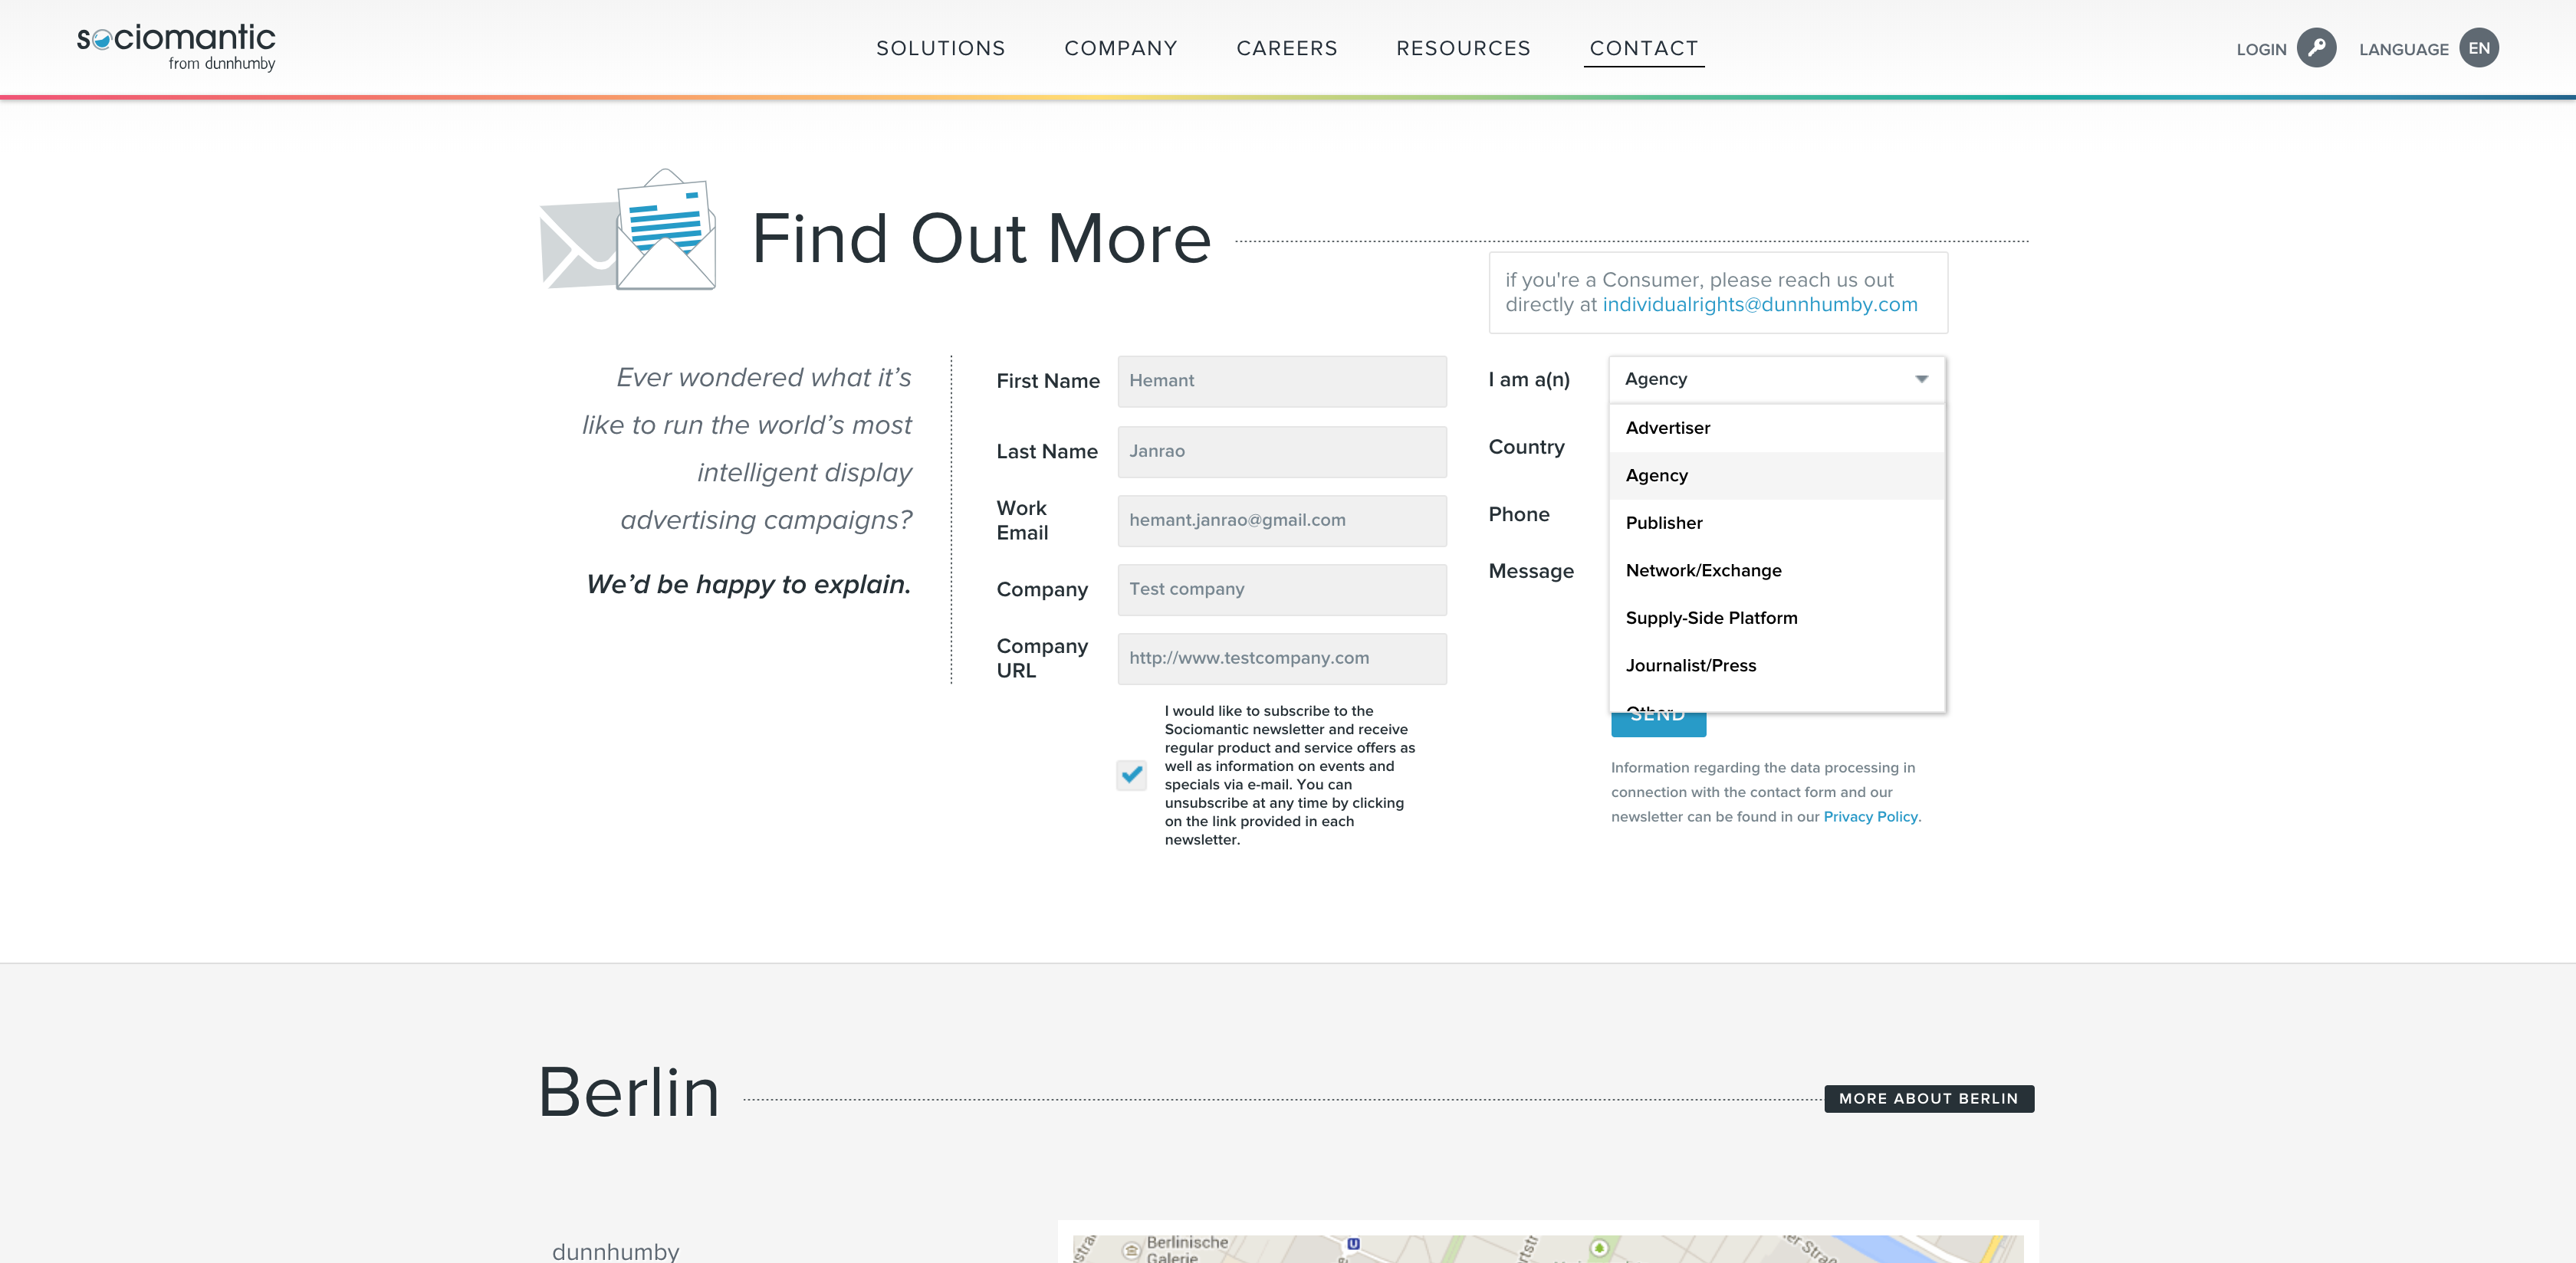 sociomantic
from dunnhumby
SOLUTIONS
COMPANY
CAREERS
RESOURCES
CONTACT
LOGIN
LANGUAGE
EN
Find Out More
if you're a Consumer, please reach us out
directly at individualrights@dunnhumby.com
Ever wondered what it's
like to run the world's most
intelligent display
advertising campaigns?
We'd be happy to explain.
First Name
Hemant
Last Name
Janrao
Work
Email
hemant.janrao@gmail.com
Company
Test company
Company
URL
http://www.testcompany.com
I would like to subscribe to the
Sociomantic newsletter and receive
regular product and service offers as
well as information on events and
specials via e-mail. You can
unsubscribe at any time by clicking
on the link provided in each
newsletter.
I am a(n)
Agency
Country
Phone
Message
Advertiser
Agency
Publisher
Network/Exchange
Supply-Side Platform
Journalist/Press
Other
SEND
Information regarding the data processing in
connection with the contact form and our
newsletter can be found in our Privacy Policy.
Berlin
MORE ABOUT BERLIN
dunnhumby
Berlinische
Galerie
U